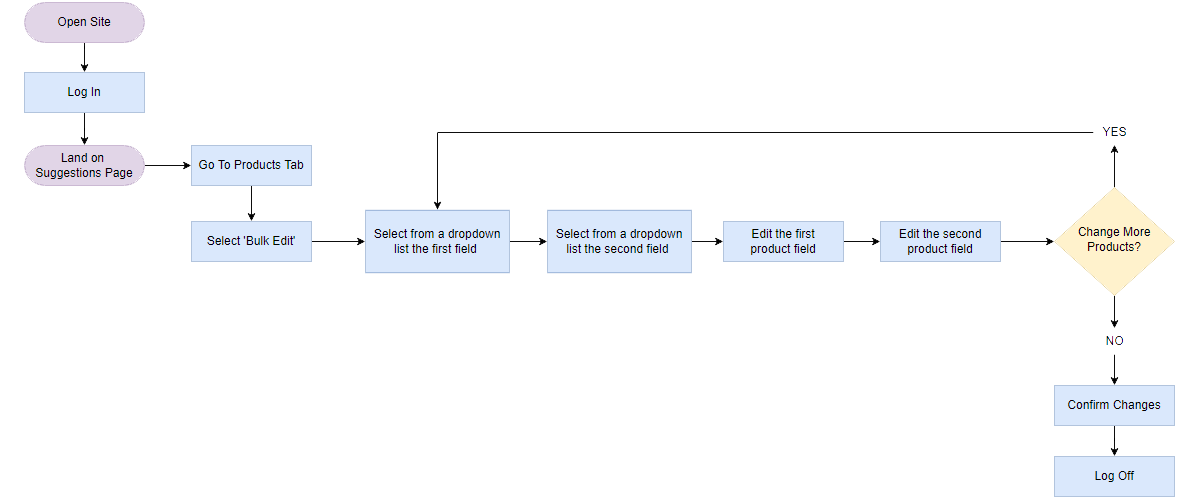 Open Site
Log In
Land on
Suggestions Page
Go To Products Tab
Select 'Bulk Edit'
Select from a dropdown
list the first field
Select from a dropdown
list the second field
Edit the first
product field
Edit the second
product field
Change More
Products?
YES
NO
Confirm Changes
Log Off